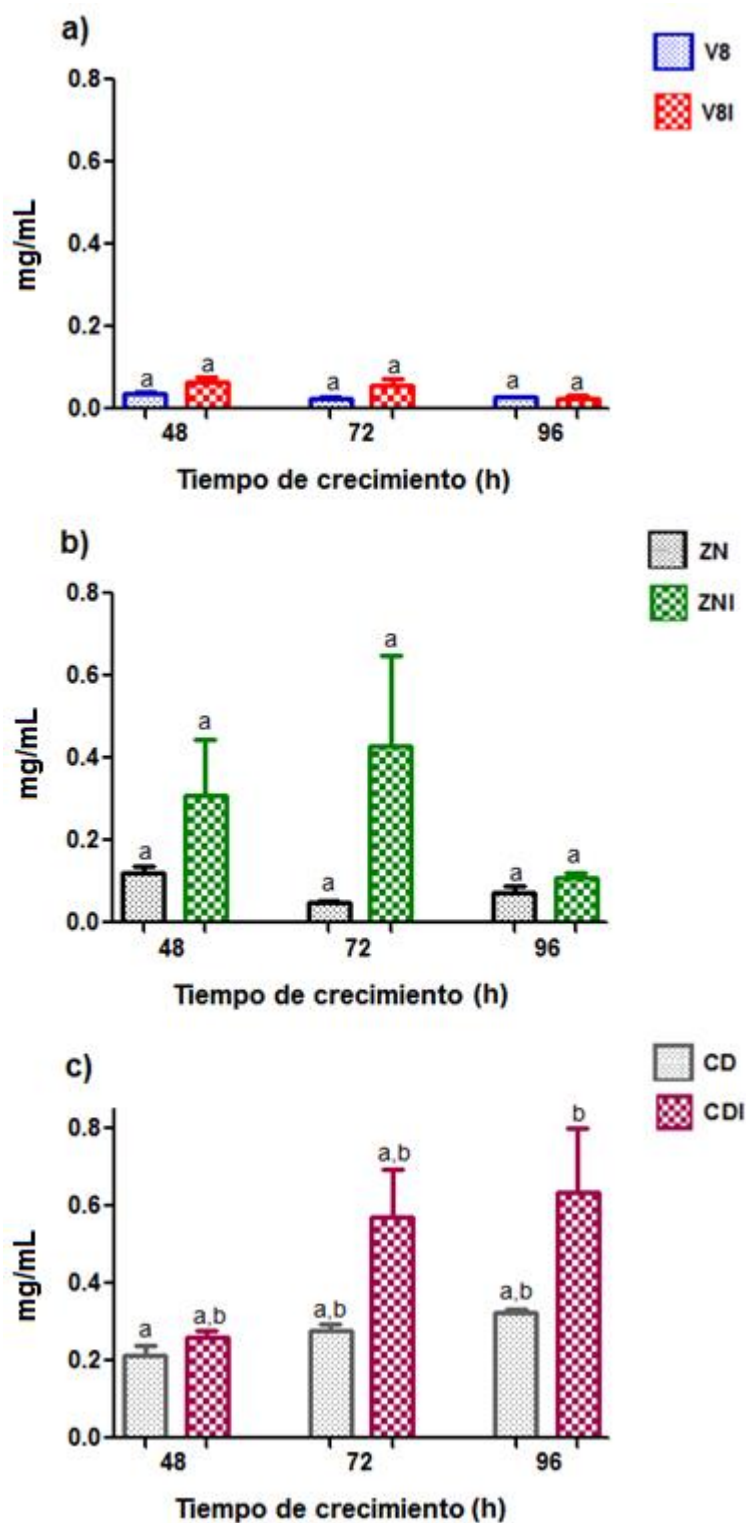 a)
V8
V8I
0.8
0.6
0.4
0.2
0.0
mg/mL
a a a a a a
48 72 96
Tiempo de crecimiento (h)
b)
ZN
ZNI
0.8
0.6
0.4
0.2
0.0
mg/mL
a a a a a a
48 72 96
Tiempo de crecimiento (h)
c)
CD
CDI
0.8
0.6
0.4
0.2
0.0
mg/mL
a a,b a,b a,b a,b b
48 72 96
Tiempo de crecimiento (h)